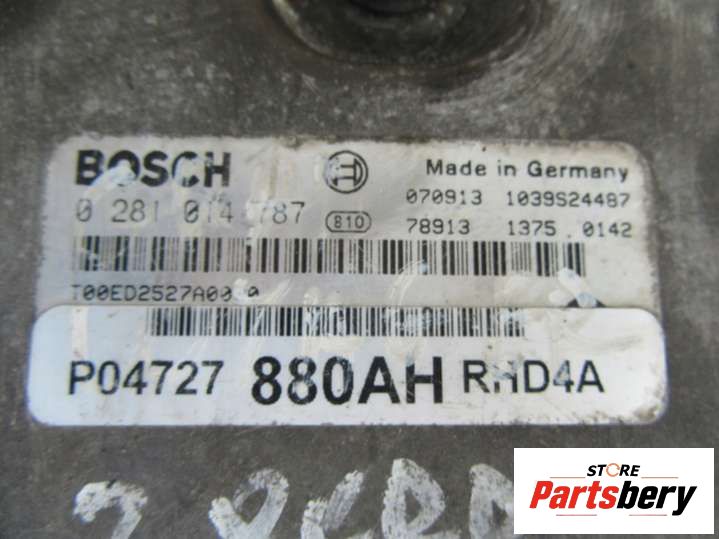 BOSCH
Made in Germany
070913 1039S24487
0 281 014 787 810
78913 1375 0142
P04727 880AH RHD4A
STORE
Partsbery